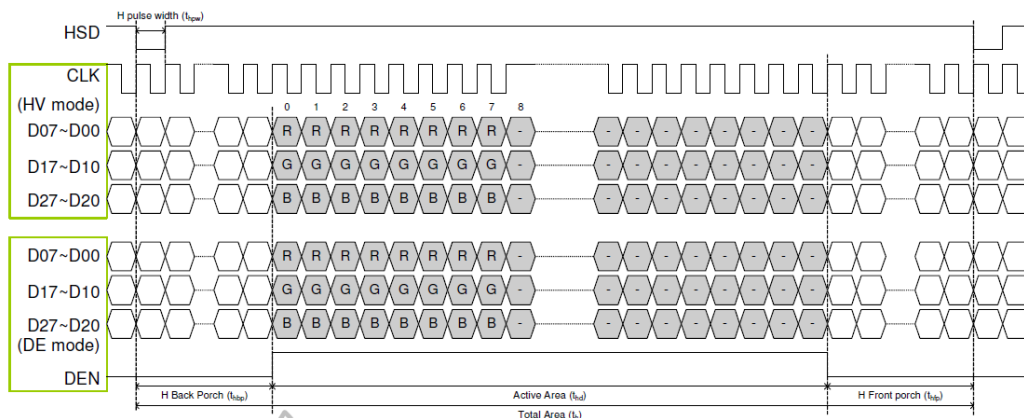 H pulse width (thpw)
HSD
CLK
(HV mode)
0 1 2 3 4 5 6 7 8
D07~D00 R R R R R R R R - - - - - - - - -
D17~D10 G G G G G G G G - - - - - - - - -
D27~D20 B B B B B B B B - - - - - - - - -
D07~D00 R R R R R R R R - - - - - - - - -
D17~D10 G G G G G G G G - - - - - - - - -
D27~D20 B B B B B B B B - - - - - - - - -
(DE mode)
DEN
H Back Porch (thbp) Active Area (thd) H Front porch (thfp)
Total Area (th)